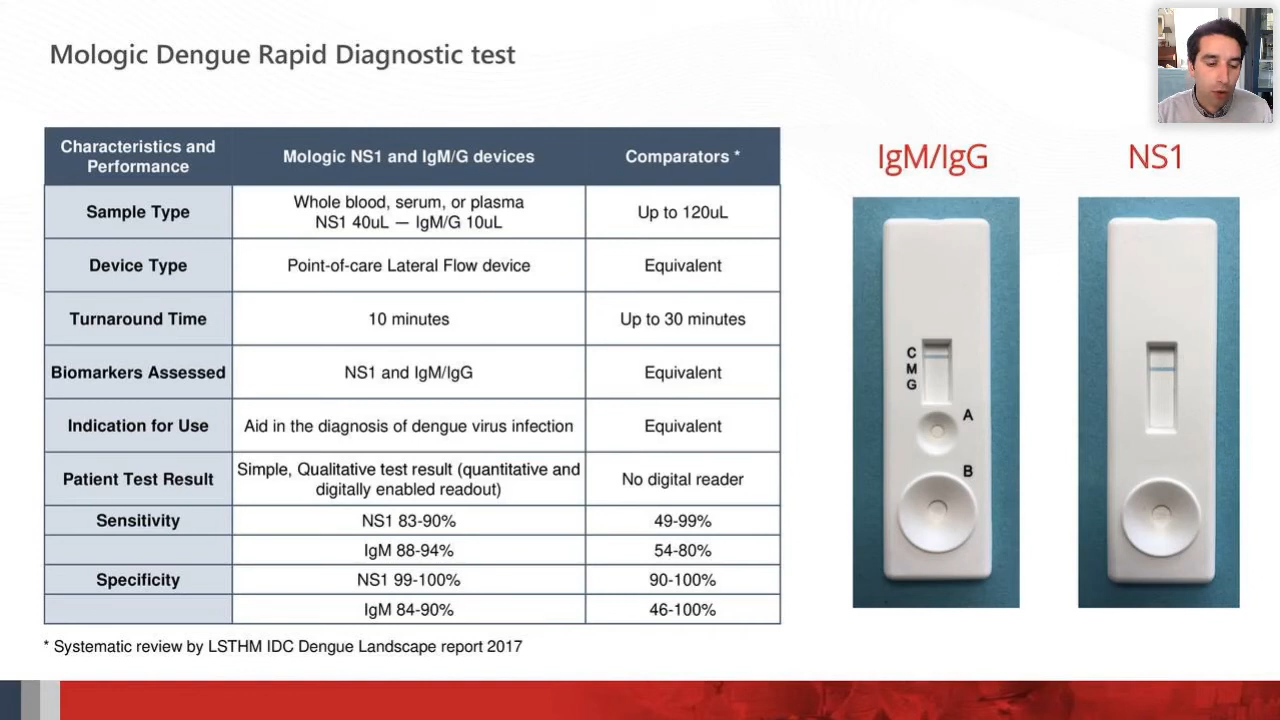 Mologic Dengue Rapid Diagnostic test
Characteristics and
Performance
Mologic NS1 and IgM/G devices
Comparators *
Sample Type
Whole blood, serum, or plasma
NS1 40uL — IgM/G 10uL
Up to 120uL
Device Type
Point-of-care Lateral Flow device
Equivalent
Turnaround Time
10 minutes
Up to 30 minutes
Biomarkers Assessed
NS1 and IgM/IgG
Equivalent
Indication for Use
Aid in the diagnosis of dengue virus infection
Equivalent
Patient Test Result
Simple, Qualitative test result (quantitative and
digitally enabled readout)
No digital reader
Sensitivity
NS1 83-90%
49-99%
IgM 88-94%
54-80%
Specificity
NS1 99-100%
90-100%
IgM 84-90%
46-100%
* Systematic review by LSTHM IDC Dengue Landscape report 2017
IgM/IgG
NS1
C
M
G
A
B